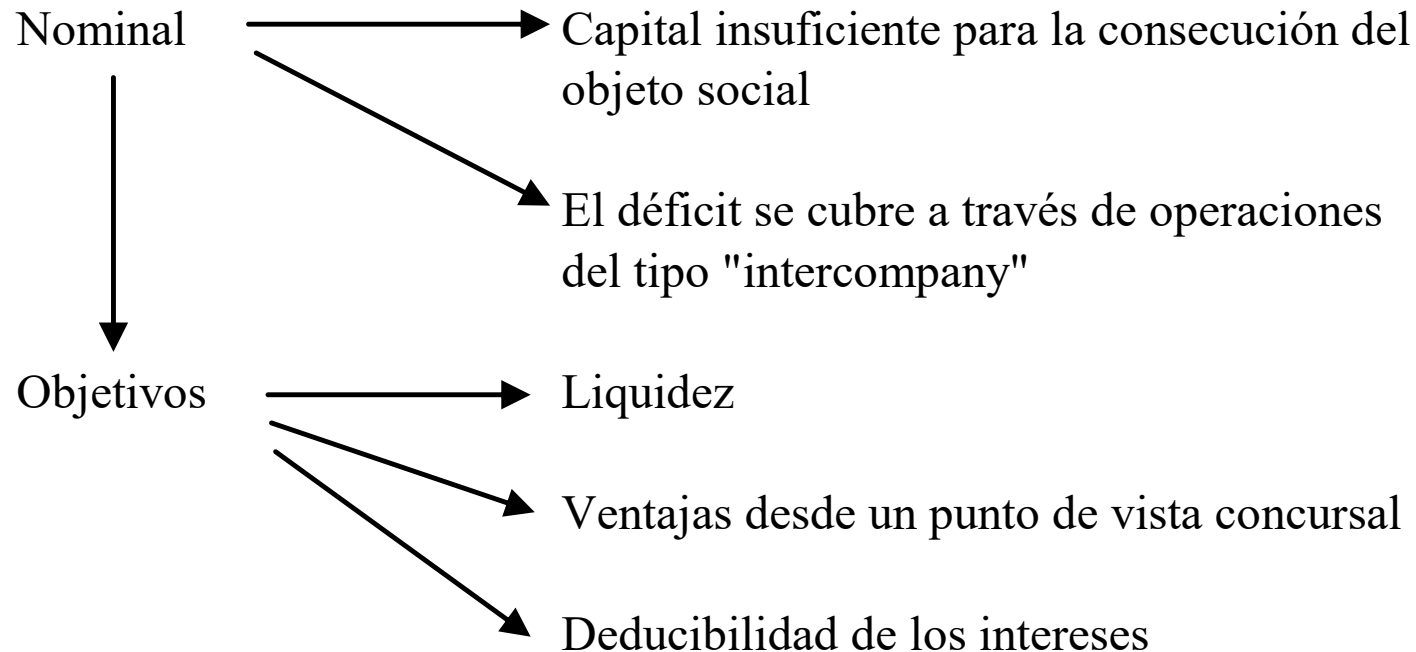 Nominal
Capital insuficiente para la consecución del
objeto social
El déficit se cubre a través de operaciones
del tipo "intercompany"
Objetivos
Liquidez
Ventajas desde un punto de vista concursal
Deducibilidad de los intereses